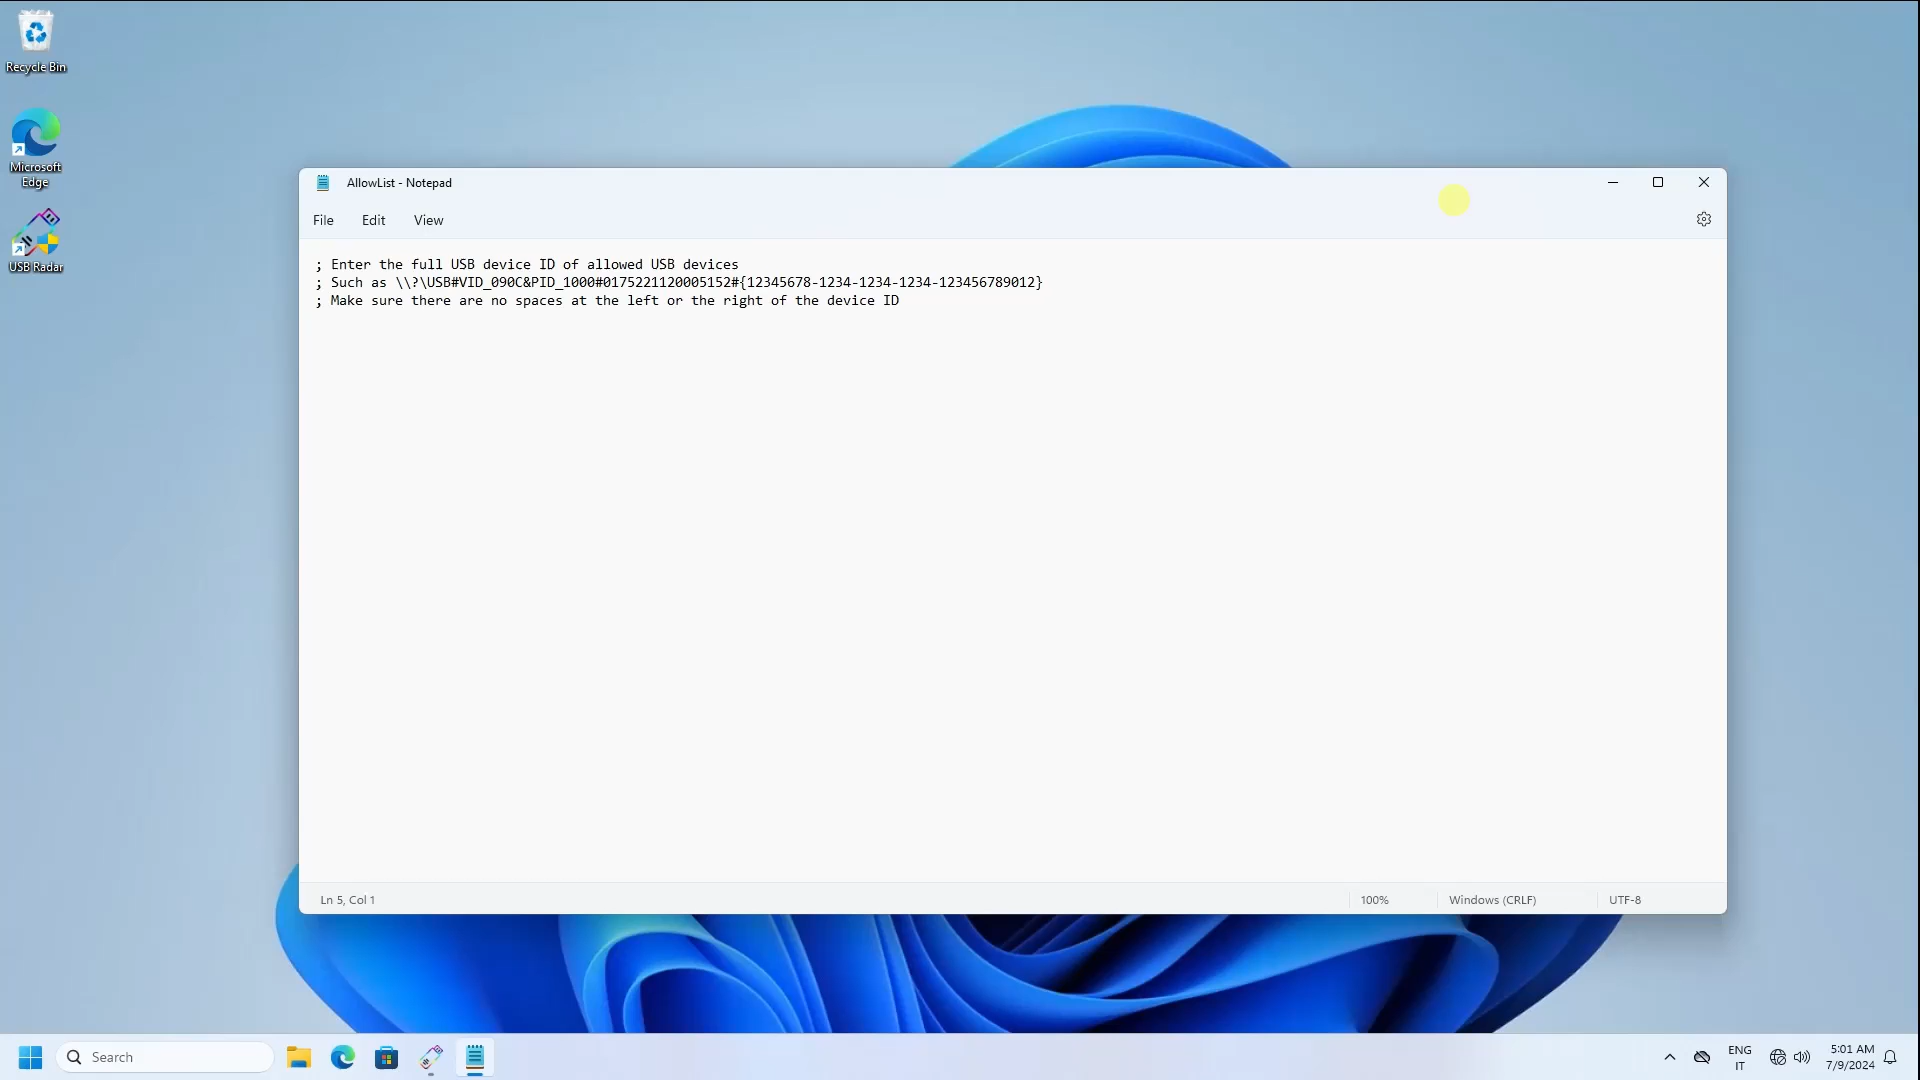 Recycle Bin
Microsoft
Edge
USB Radar
AllowList - Notepad
File Edit View
; Enter the full USB device ID of allowed USB devices
; Such as \\?\USB#VID_090C&PID_1000#0175221120005152#{12345678-1234-1234-1234-123456789012}
; Make sure there are no spaces at the left or the right of the device ID
Ln 5, Col 1
100%
Windows (CRLF)
UTF-8
Search
ENG
IT
5:01 AM
7/9/2024